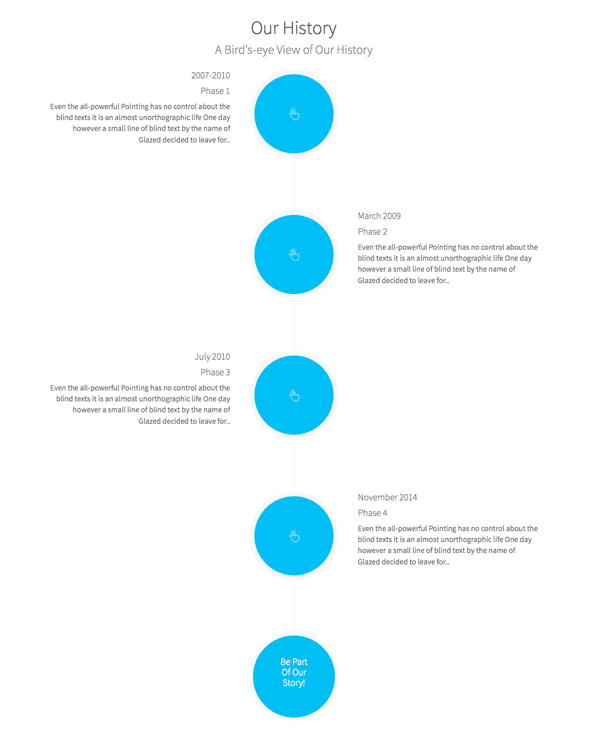 Our History
A Bird's-eye View of Our History
2007-2010
Phase 1
Even the all-powerful Pointing has no control about the
blind texts it is an almost unorthographic life One day
however a small line of blind text by the name of
Glazed decided to leave for..
March 2009
Phase 2
Even the all-powerful Pointing has no control about the
blind texts it is an almost unorthographic life One day
however a small line of blind text by the name of
Glazed decided to leave for..
July 2010
Phase 3
Even the all-powerful Pointing has no control about the
blind texts it is an almost unorthographic life One day
however a small line of blind text by the name of
Glazed decided to leave for..
November 2014
Phase 4
Even the all-powerful Pointing has no control about the
blind texts it is an almost unorthographic life One day
however a small line of blind text by the name of
Glazed decided to leave for..
Be Part
Of Our
Story!